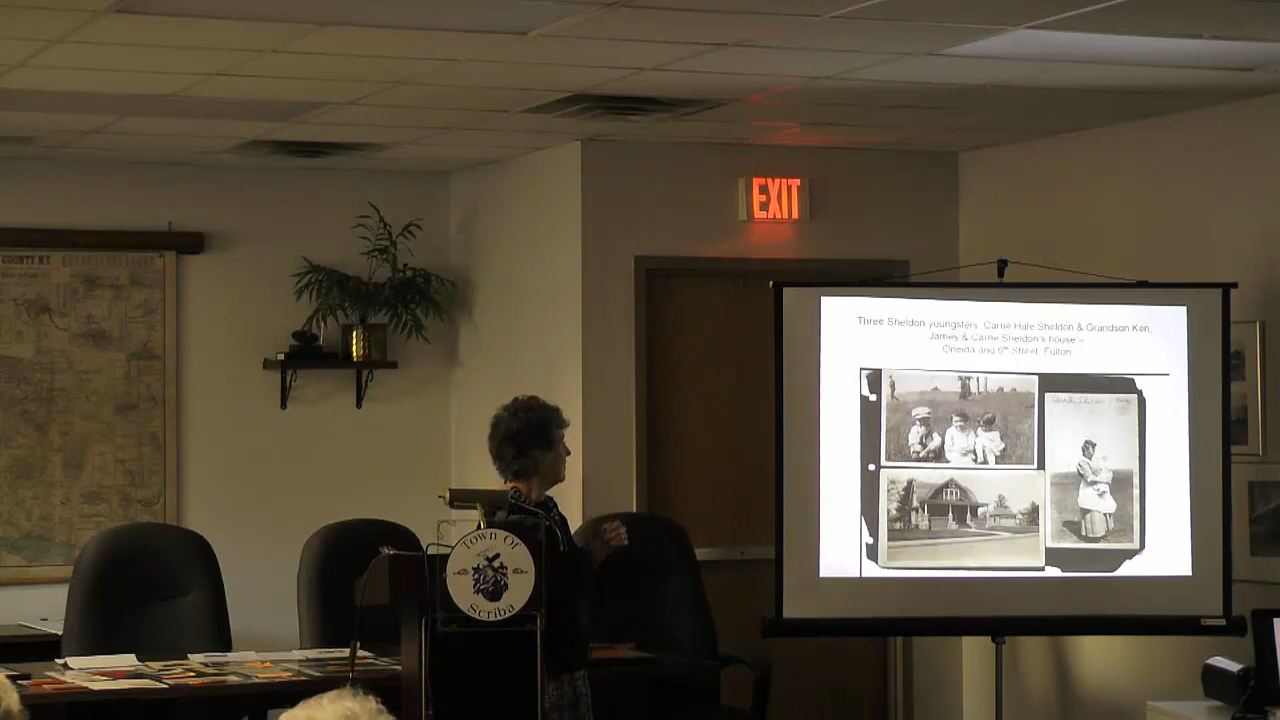 COUNTY N.Y.
EXIT
Three Sheldon youngsters, Carrie Hale Sheldon & Grandson Ken,
James & Carrie Sheldon's house –
Oneida and 6th Street, Fulton
Town Of
Scriba